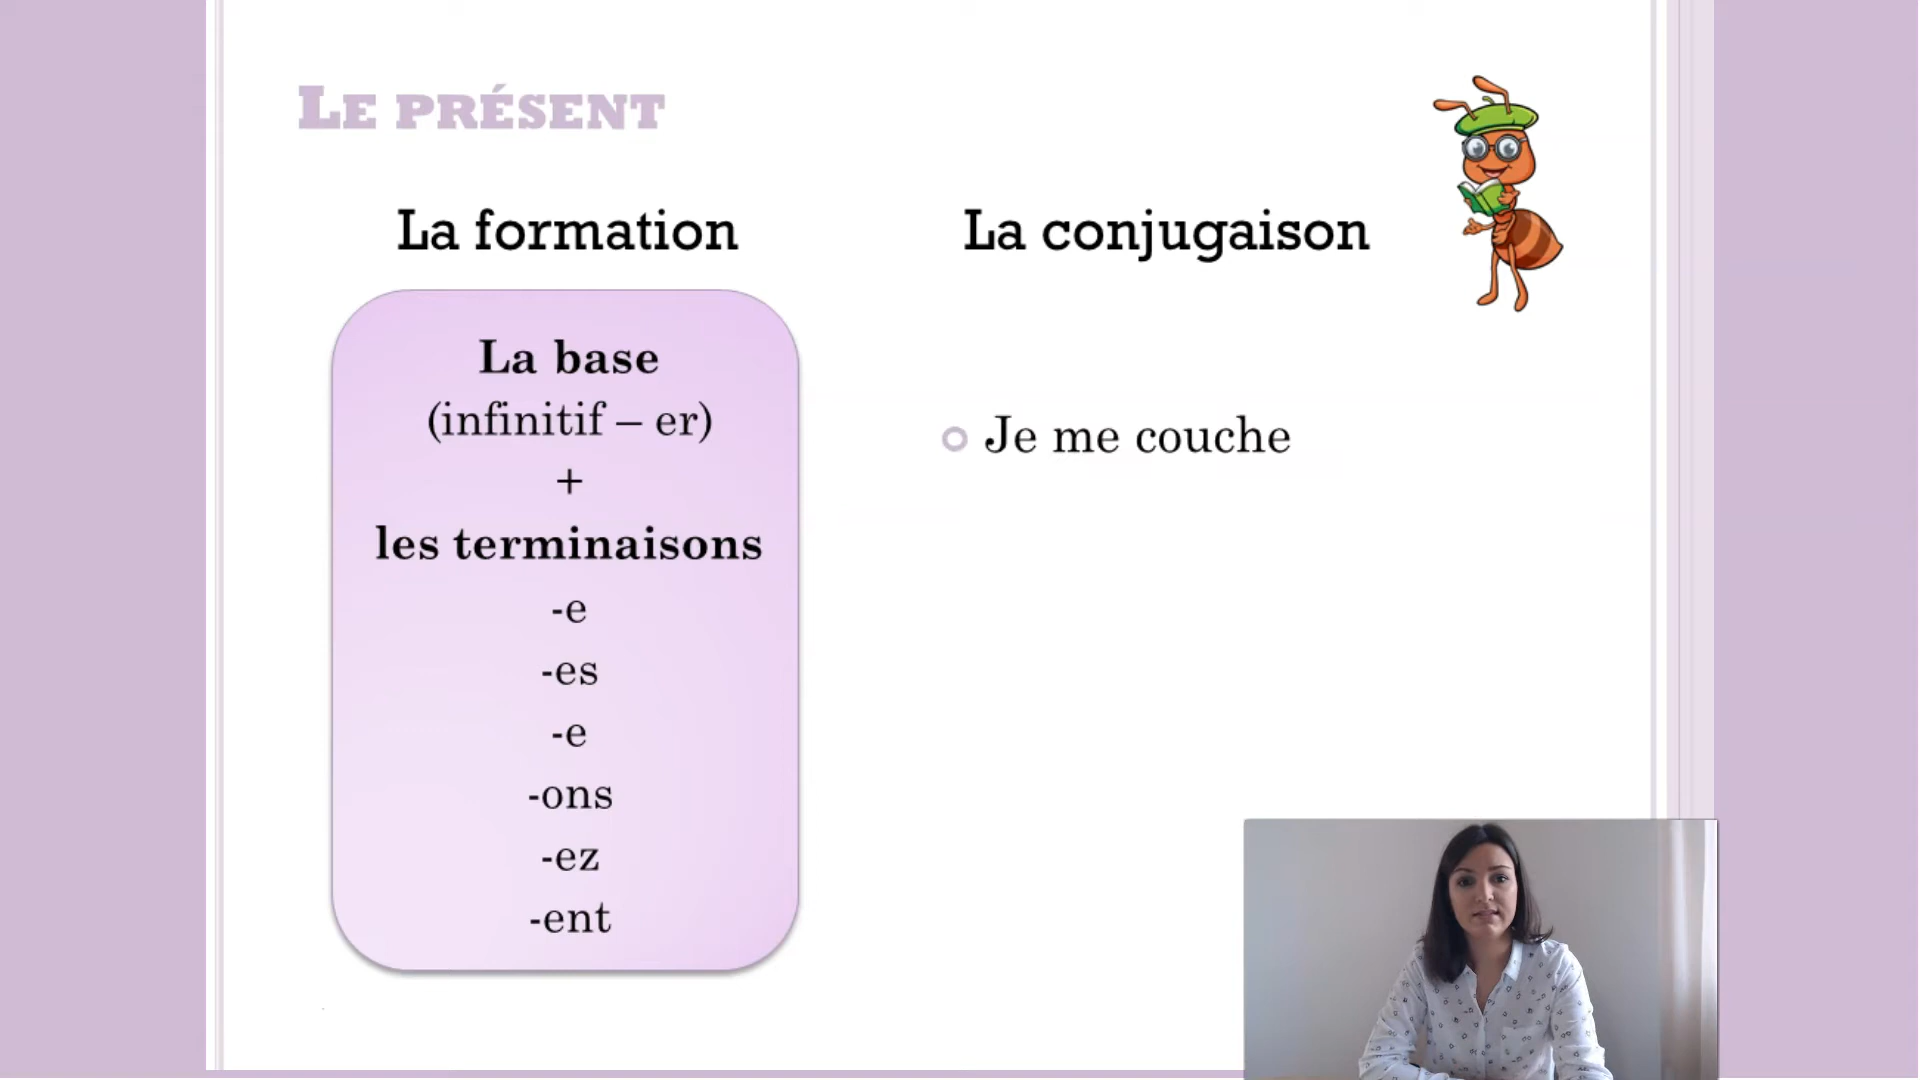 LE PRÉSENT
La formation
La base
(infinitif – er)
+
les terminaisons
-e
-es
-e
-ons
-ez
-ent
La conjugaison
Je me couche